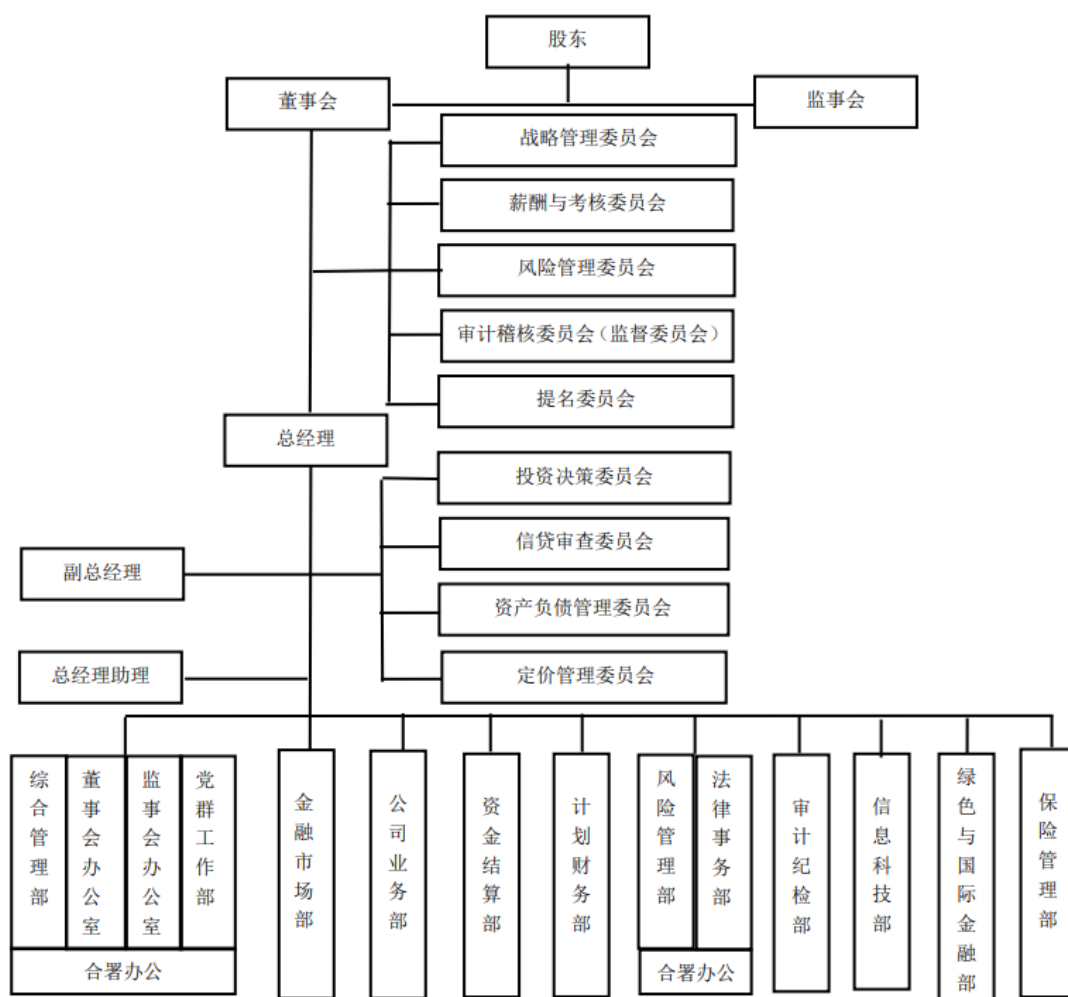 股东
董事会
监事会
战略管理委员会
薪酬与考核委员会
风险管理委员会
审计稽核委员会（监督委员会）
提名委员会
总经理
投资决策委员会
信贷审查委员会
副总经理
资产负债管理委员会
总经理助理
定价管理委员会
综合管理部
董事会办公室
监事会办公室
党群工作部
合署办公
金融市场部
公司业务部
资金结算部
计划财务部
风险管理部
法律事务部
合署办公
审计纪检部
信息科技部
绿色与国际金融部
保险管理部